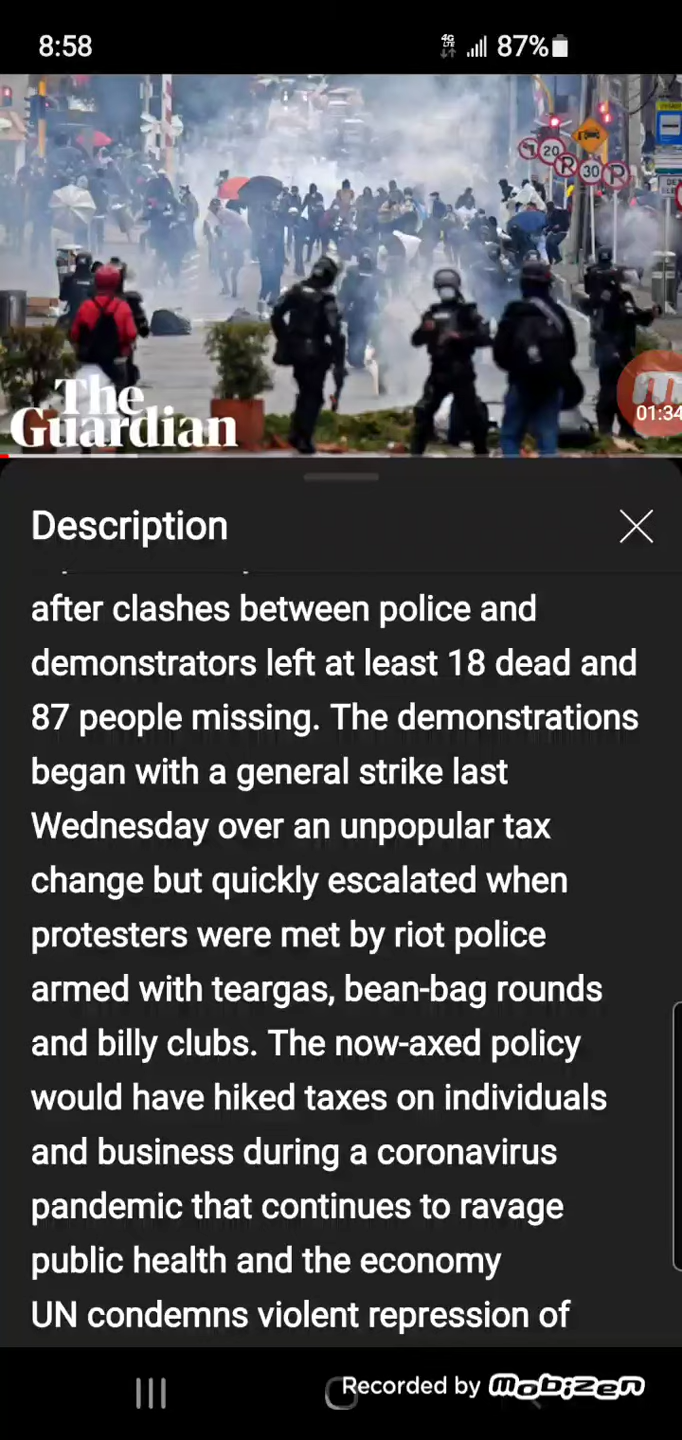 8:58
4G
LTE
87%
20
30
P
P
The
Guardian
01:34
Description
after clashes between police and
demonstrators left at least 18 dead and
87 people missing. The demonstrations
began with a general strike last
Wednesday over an unpopular tax
change but quickly escalated when
protesters were met by riot police
armed with teargas, bean-bag rounds
and billy clubs. The now-axed policy
would have hiked taxes on individuals
and business during a coronavirus
pandemic that continues to ravage
public health and the economy
UN condemns violent repression of
Recorded by mobizen